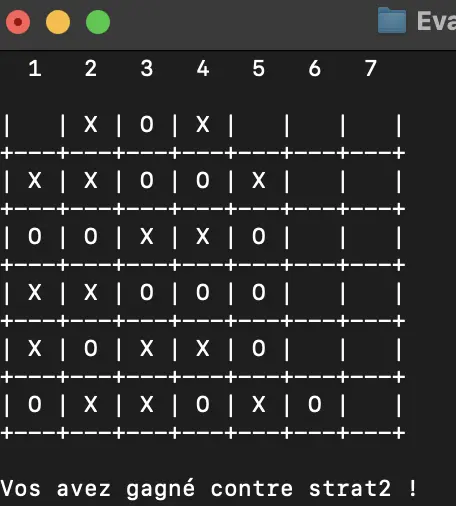 Eva
1 2 3 4 5 6 7
|   | X | O | X |   |   |   |
+---+---+---+---+---+---+---+
| X | X | O | O | X |   |   |
+---+---+---+---+---+---+---+
| O | O | X | X | O |   |   |
+---+---+---+---+---+---+---+
| X | X | O | O | O |   |   |
+---+---+---+---+---+---+---+
| X | O | X | X | O |   |   |
+---+---+---+---+---+---+---+
| O | X | X | O | X | O |   |
+---+---+---+---+---+---+---+
Vos avez gagné contre strat2 !